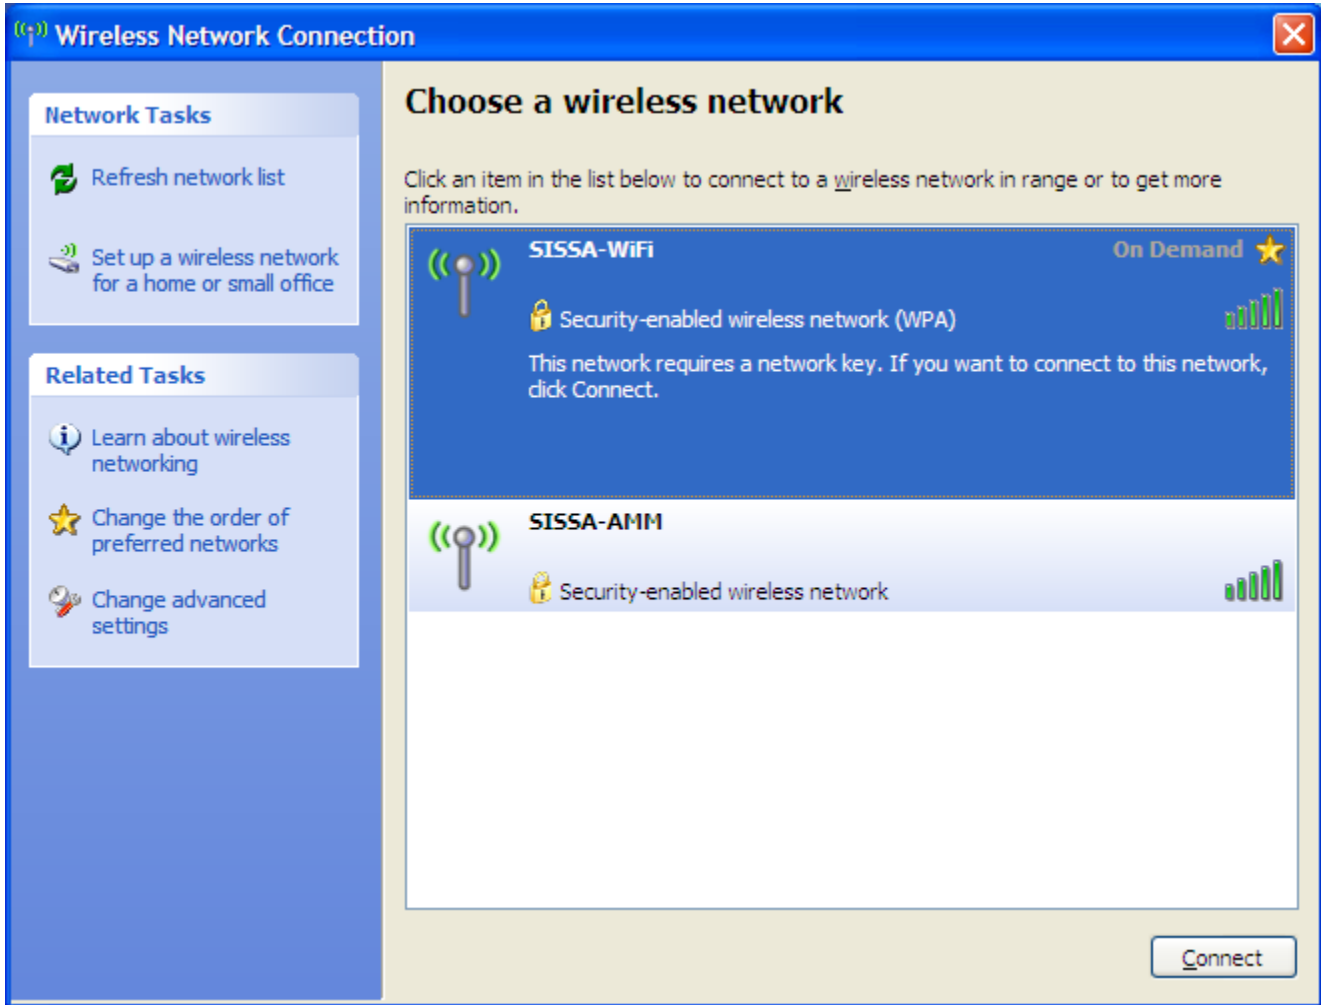 Wireless Network Connection
Network Tasks
Refresh network list
Set up a wireless network
for a home or small office
Related Tasks
Learn about wireless
networking
Change the order of
preferred networks
Change advanced
settings
Choose a wireless network
Click an item in the list below to connect to a wireless network in range or to get more
information.
SISSA-WiFi
On Demand
Security-enabled wireless network (WPA)
This network requires a network key. If you want to connect to this network,
click Connect.
SISSA-AMM
Security-enabled wireless network
Connect